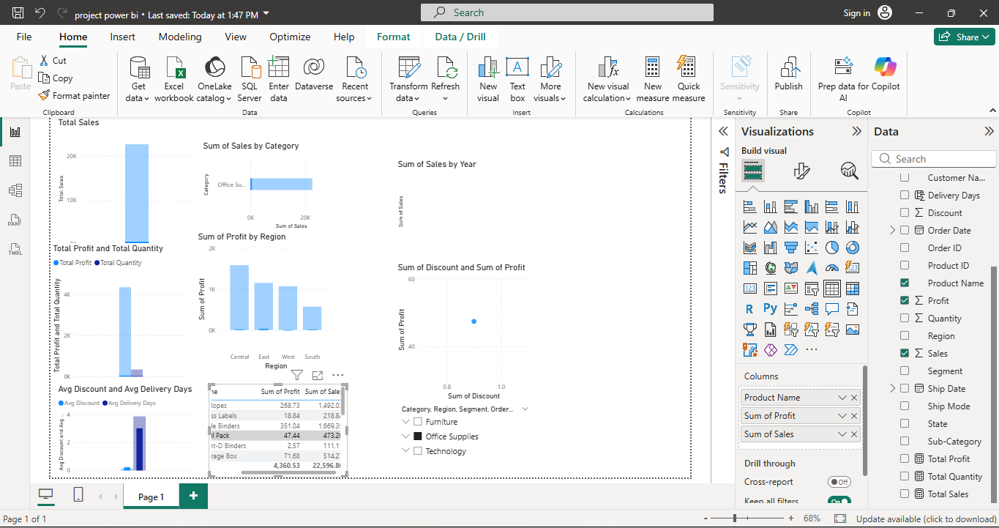 project power bi • Last saved: Today at 1:47 PM
Search
Sign in
File Home Insert Modeling View Optimize Help Format Data / Drill
Share
Paste
Cut
Copy
Format painter
Clipboard
Get data
Excel workbook
OneLake catalog
SQL Server
Enter data
Dataverse
Recent sources
Data
Transform data
Refresh
Queries
New visual
Text box
More visuals
Insert
New visual calculation
New measure
Quick measure
Calculations
Sensitivity
Sensitivity
Publish
Share
Prep data for AI
Copilot
Copilot
Total Sales
20K
10K
Total Sales
Sum of Sales by Category
Category
Office Su...
0K 20K
Sum of Sales
Sum of Sales by Year
Sum of Sales
Total Profit and Total Quantity
Total Profit Total Quantity
Total Profit and Total Quantity
4K
2K
0K
Sum of Profit by Region
Sum of Profit
2K
1K
0K
Central East West South
Region
Sum of Discount and Sum of Profit
Sum of Profit
60
40
0.8 1.0
Sum of Discount
Avg Discount and Avg Delivery Days
Avg Discount Avg Delivery Days
Avg Discount and Avg ...
4
2
0
Sum of Profit Sum of Sale
lopes 268.73 1,492.0
ss Labels 18.84 218.8
le Binders 351.04 1,669.3
il Pack 47.44 473.2
nt-D Binders 2.57 111.1
rage Box 71.68 514.2
4,360.53 22,596.8
Category, Region, Segment, Order...
Furniture
Office Supplies
Technology
Filters
Visualizations
Build visual
123
R Py
Columns
Product Name
Sum of Profit
Sum of Sales
Drill through
Cross-report
Off
Keep all filters
On
Data
Search
Customer Na...
Delivery Days
Discount
Order Date
Order ID
Product ID
Product Name
Profit
Quantity
Region
Sales
Segment
Ship Date
Ship Mode
State
Sub-Category
Total Profit
Total Quantity
Total Sales
DAX
TMDL
Page 1
Page 1 of 1
- + 68%
Update available (click to download)